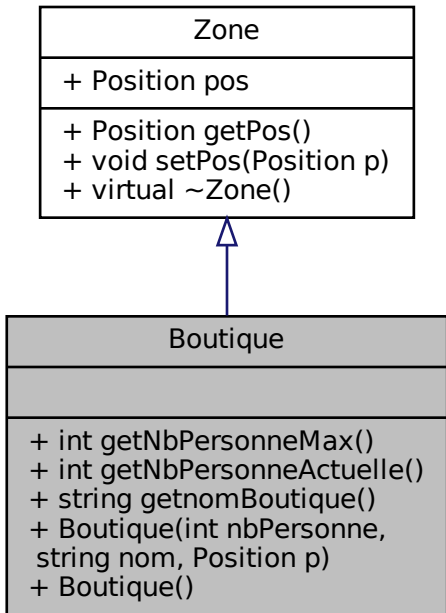 Zone
+ Position pos
+ Position getPos()
+ void setPos(Position p)
+ virtual ~Zone()
Boutique
+ int getNbPersonneMax()
+ int getNbPersonneActuelle()
+ string getnomBoutique()
+ Boutique(int nbPersonne,
string nom, Position p)
+ Boutique()